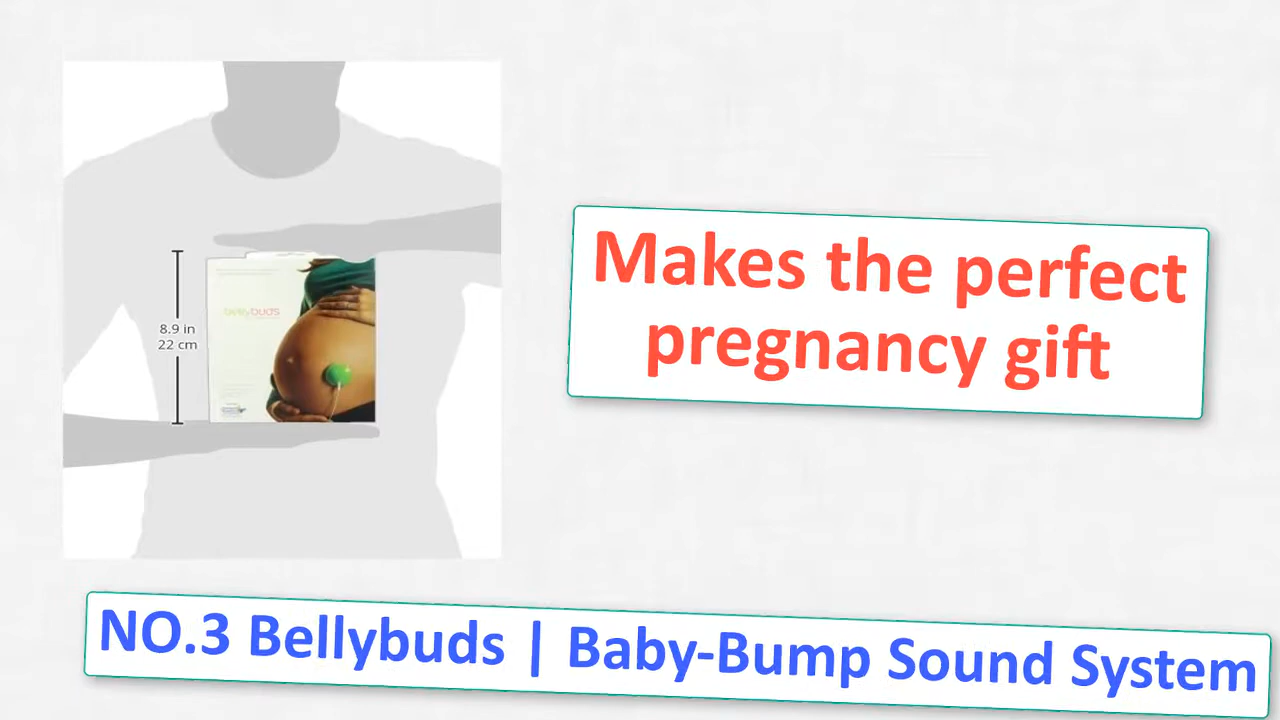 8.9 in
22 cm
bellybuds
Makes the perfect
pregnancy gift
NO.3 Bellybuds | Baby-Bump Sound System